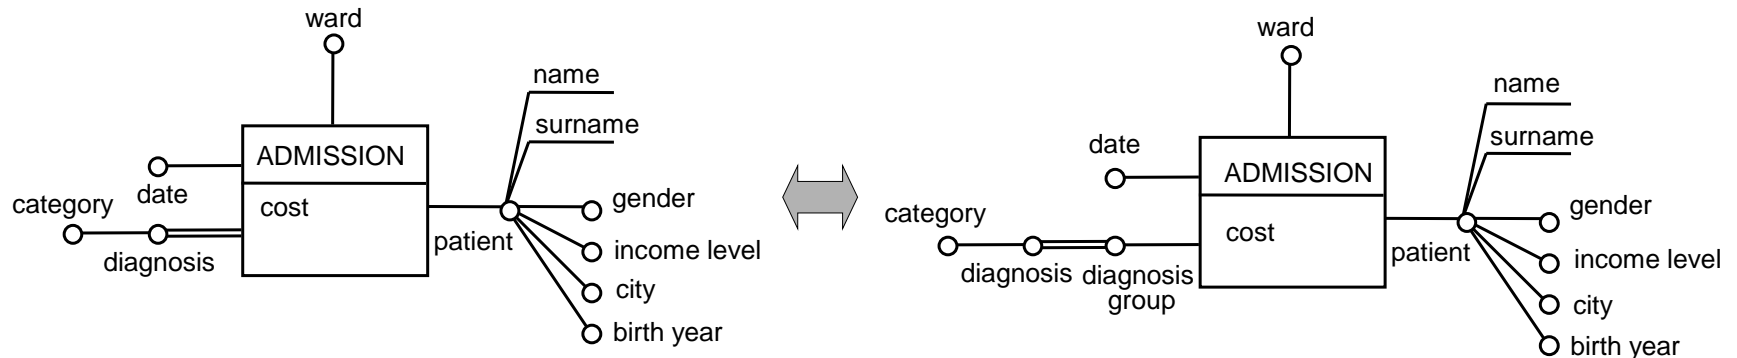 ward
name
surname
ADMISSION
date
category
cost
gender
patient
income level
diagnosis
city
birth year
ward
name
surname
date
ADMISSION
category
gender
cost
patient
income level
diagnosis
diagnosis
group
city
birth year